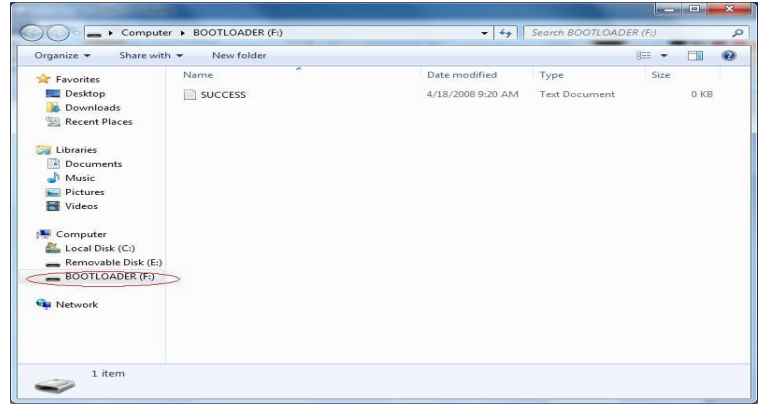 Computer ▸ BOOTLOADER (F:) Search BOOTLOADER (F:)
Organize Share with New folder
Name Date modified Type Size
SUCCESS 4/18/2008 9:20 AM Text Document 0 KB
Favorites
Desktop
Downloads
Recent Places
Libraries
Documents
Music
Pictures
Videos
Computer
Local Disk (C:)
Removable Disk (E:)
BOOTLOADER (F:)
Network
1 item